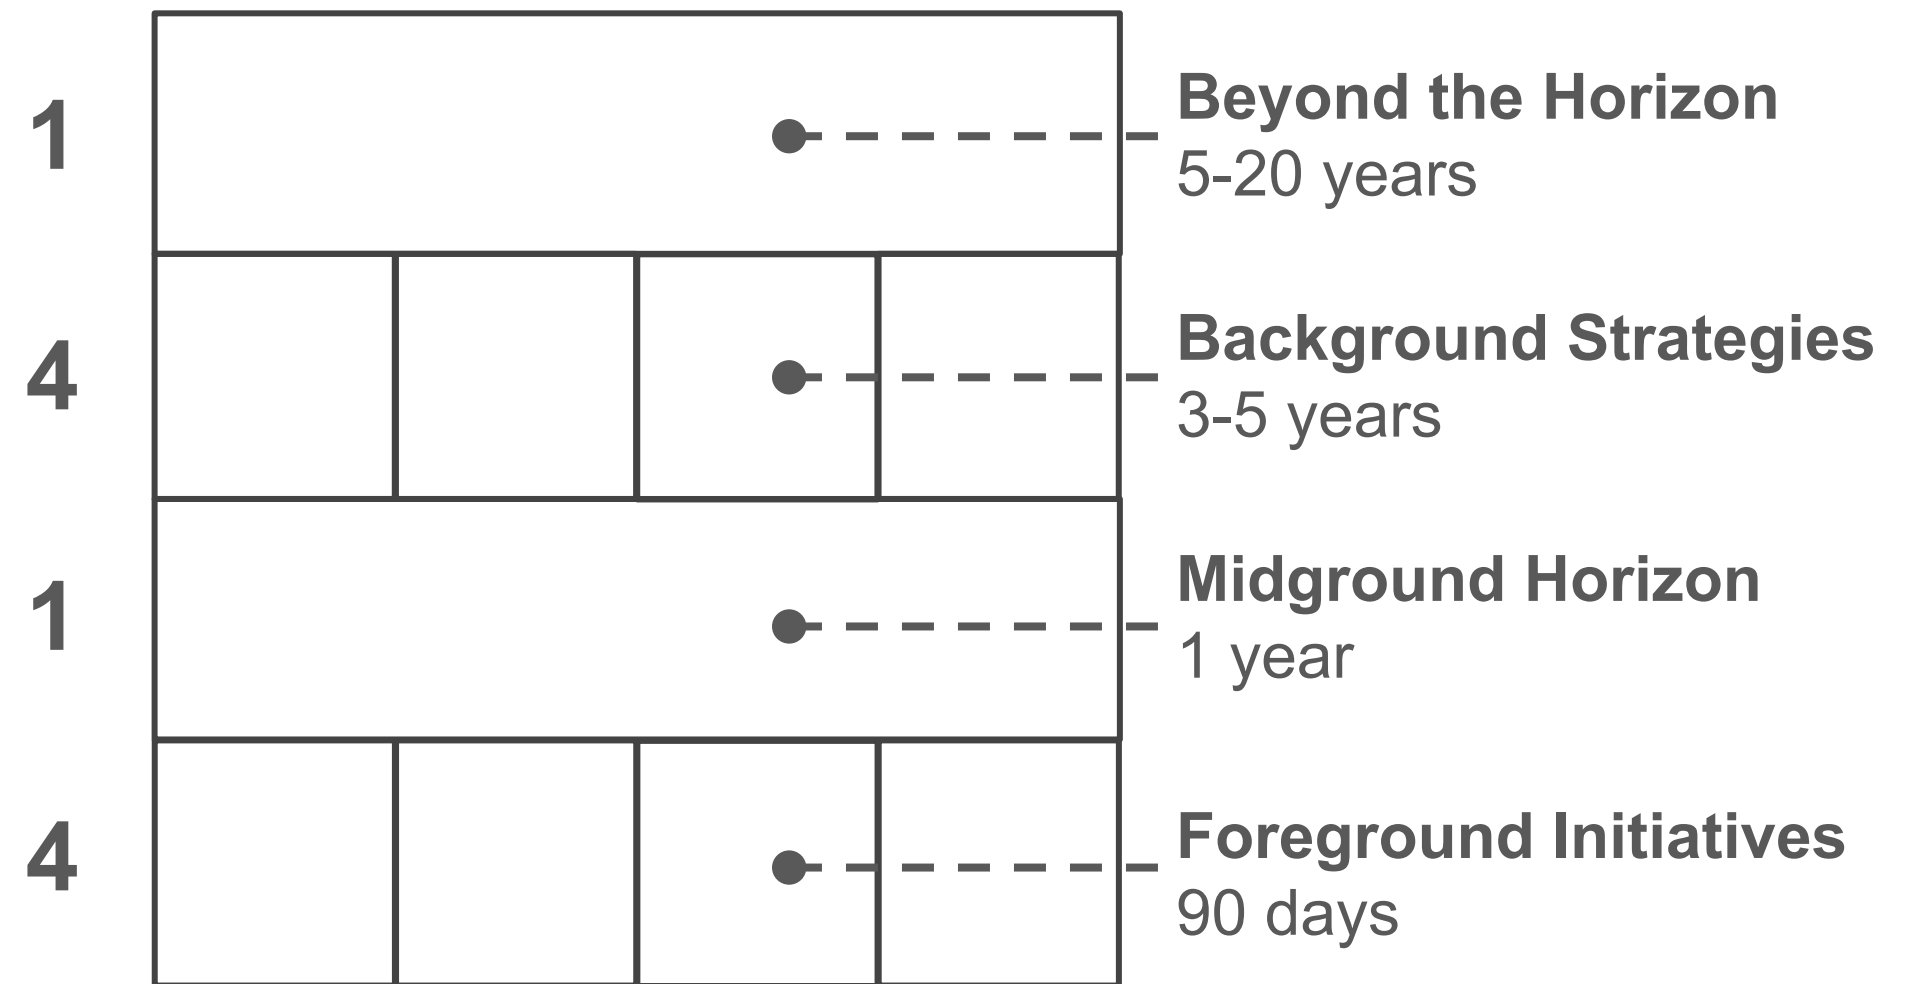 1
Beyond the Horizon
5-20 years
4
Background Strategies
3-5 years
1
Midground Horizon
1 year
4
Foreground Initiatives
90 days